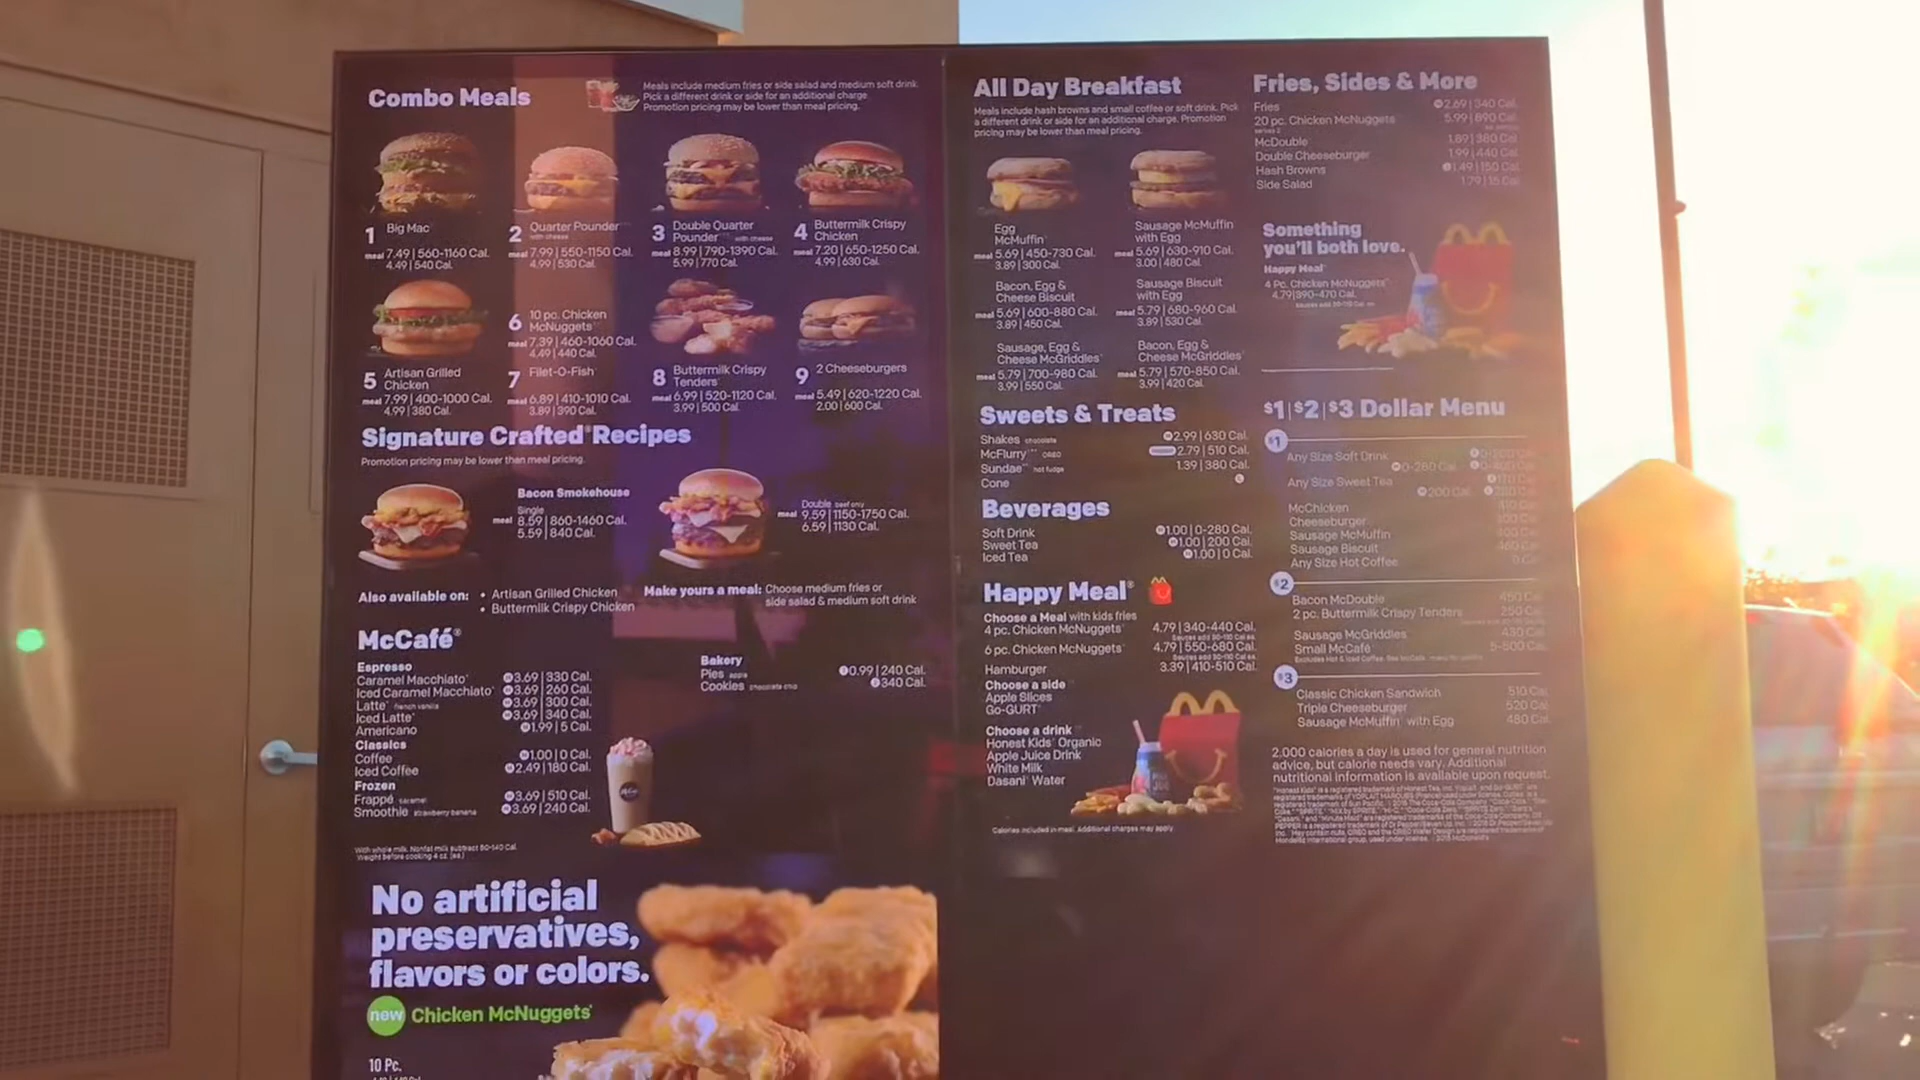 Combo Meals
Meals include medium fries or side salad and medium soft drink.
Pick a different drink or side for an additional charge.
Promotion pricing may be lower than meal pricing.
1 Big Mac
meal 7.49|560-1160 Cal.
4.49|540 Cal.
2 Quarter Pounder
with cheese
meal 7.99|550-1150 Cal.
4.99|530 Cal.
3 Double Quarter
Pounder with cheese
meal 8.99|790-1390 Cal.
5.99|770 Cal.
4 Buttermilk Crispy
Chicken
meal 7.20|650-1250 Cal.
4.99|630 Cal.
5 Artisan Grilled
Chicken
meal 7.99|400-1000 Cal.
4.99|380 Cal.
6 10 pc. Chicken
McNuggets
meal 7.39|460-1060 Cal.
4.49|440 Cal.
7 Filet-O-Fish
meal 6.89|410-1010 Cal.
3.89|390 Cal.
8 Buttermilk Crispy
Tenders
meal 6.99|520-1120 Cal.
3.99|500 Cal.
9 2 Cheeseburgers
meal 5.49|620-1220 Cal.
2.00|600 Cal.
Signature Crafted Recipes
Promotion pricing may be lower than meal pricing.
Bacon Smokehouse
Single
meal 8.59|860-1460 Cal.
5.59|840 Cal.
Double beef only
meal 9.59|1150-1750 Cal.
6.59|1130 Cal.
Also available on: • Artisan Grilled Chicken
• Buttermilk Crispy Chicken
Make yours a meal: Choose medium fries or
side salad & medium soft drink
McCafé®
Espresso
Caramel Macchiato M3.69|330 Cal.
Iced Caramel Macchiato M3.69|260 Cal.
Latte french vanilla M3.69|300 Cal.
Iced Latte M3.69|340 Cal.
Americano M1.99|5 Cal.
Classics
Coffee M1.00|0 Cal.
Iced Coffee M2.49|180 Cal.
Frozen
Frappé caramel M3.69|510 Cal.
Smoothie strawberry banana M3.69|240 Cal.
With whole milk. Nonfat milk subtract 50-140 Cal.
Weight before cooking 4 oz. (ea.)
Bakery
Pies apple 0.99|240 Cal.
Cookies chocolate chip 340 Cal.
No artificial
preservatives,
flavors or colors.
new Chicken McNuggets
10 Pc.
All Day Breakfast
Meals include hash browns and small coffee or soft drink. Pick
a different drink or side for an additional charge. Promotion
pricing may be lower than meal pricing.
Egg
McMuffin
meal 5.69|450-730 Cal.
3.89|300 Cal.
Sausage McMuffin
with Egg
meal 5.69|630-910 Cal.
3.00|480 Cal.
Bacon, Egg &
Cheese Biscuit
meal 5.69|600-880 Cal.
3.89|450 Cal.
Sausage Biscuit
with Egg
meal 5.79|680-960 Cal.
3.89|530 Cal.
Sausage, Egg &
Cheese McGriddles
meal 5.79|700-980 Cal.
3.99|550 Cal.
Bacon, Egg &
Cheese McGriddles
meal 5.79|570-850 Cal.
3.99|420 Cal.
Sweets & Treats
Shakes chocolate M2.99|630 Cal.
McFlurry OREO 2.79|510 Cal.
Sundae hot fudge 1.39|380 Cal.
Cone
Beverages
Soft Drink M1.00|0-280 Cal.
Sweet Tea M1.00|200 Cal.
Iced Tea M1.00|0 Cal.
Happy Meal®
Choose a Meal with kids fries
4 pc. Chicken McNuggets 4.79|340-440 Cal.
6 pc. Chicken McNuggets 4.79|550-680 Cal.
Hamburger 3.39|410-510 Cal.
Choose a side
Apple Slices
Go-GURT
Choose a drink
Honest Kids Organic
Apple Juice Drink
White Milk
Dasani Water
Calories included in meal. Additional charges may apply
Fries, Sides & More
Fries M2.69|340 Cal.
20 pc. Chicken McNuggets 5.99|890 Cal.
McDouble 1.89|380 Cal.
Double Cheeseburger 1.99|440 Cal.
Hash Browns 1.49|150 Cal.
Side Salad 1.79|15 Cal.
Something
you'll both love.
Happy Meal
4 Pc. Chicken McNuggets
4.79|390-470 Cal.
$1|$2|$3 Dollar Menu
$1
Any Size Soft Drink
M0-280 Cal.
Any Size Sweet Tea
M200 Cal.
McChicken
Cheeseburger
Sausage McMuffin
Sausage Biscuit
Any Size Hot Coffee
$2
Bacon McDouble 450 Cal.
2 pc. Buttermilk Crispy Tenders 250 Cal.
Sausage McGriddles 430 Cal.
Small McCafé
$3
Classic Chicken Sandwich 510 Cal.
Triple Cheeseburger 520 Cal.
Sausage McMuffin with Egg 480 Cal.
2,000 calories a day is used for general nutrition
advice, but calorie needs vary. Additional
nutritional information is available upon request.